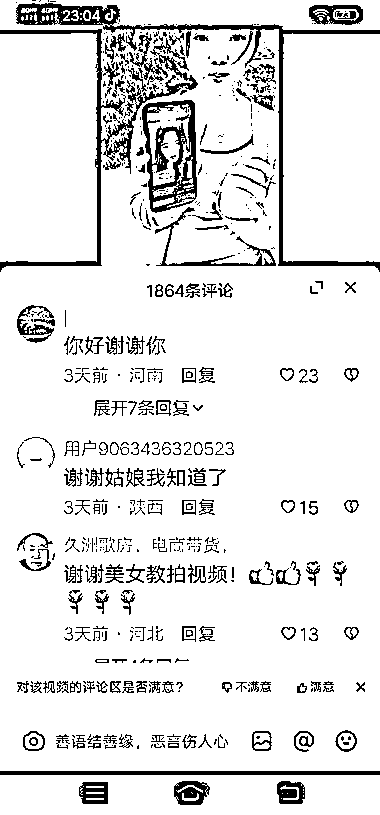 23:04
1864条评论
你好谢谢你
3天前 · 河南 回复 23
展开7条回复
用户9063436320523
谢谢姑娘我知道了
3天前 · 陕西 回复 15
久洲歌房，电商带货，
谢谢美女教拍视频！👍👍🌹🌹
🌹🌹🌹
3天前 · 河北 回复 13
对该视频的评论区是否满意？ 不满意 满意
善语结善缘，恶言伤人心